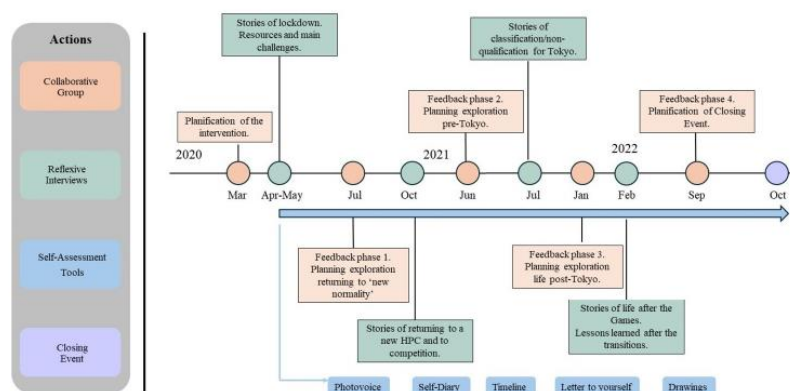 Actions
Collaborative
Group
Reflexive
Interviews
Self-Assessment
Tools
Closing
Event
Stories of lockdown.
Resources and main
challenges.
Stories of
classification/non-
qualification for Tokyo.
Planification of the
intervention.
Feedback phase 2.
Planning exploration
pre-Tokyo.
Feedback phase 4.
Planification of Closing
Event.
2020
2021
2022
Mar
Apr-May
Jul
Oct
Jun
Jul
Jan
Feb
Sep
Oct
Feedback phase 1.
Planning exploration
returning to ‘new
normality’
Feedback phase 3.
Planning exploration
life post-Tokyo.
Stories of returning to a
new HPC and to
competition.
Stories of life after the
Games.
Lessons learned after the
transitions.
Photovoice
Self-Diary
Timeline
Letter to yourself
Drawings